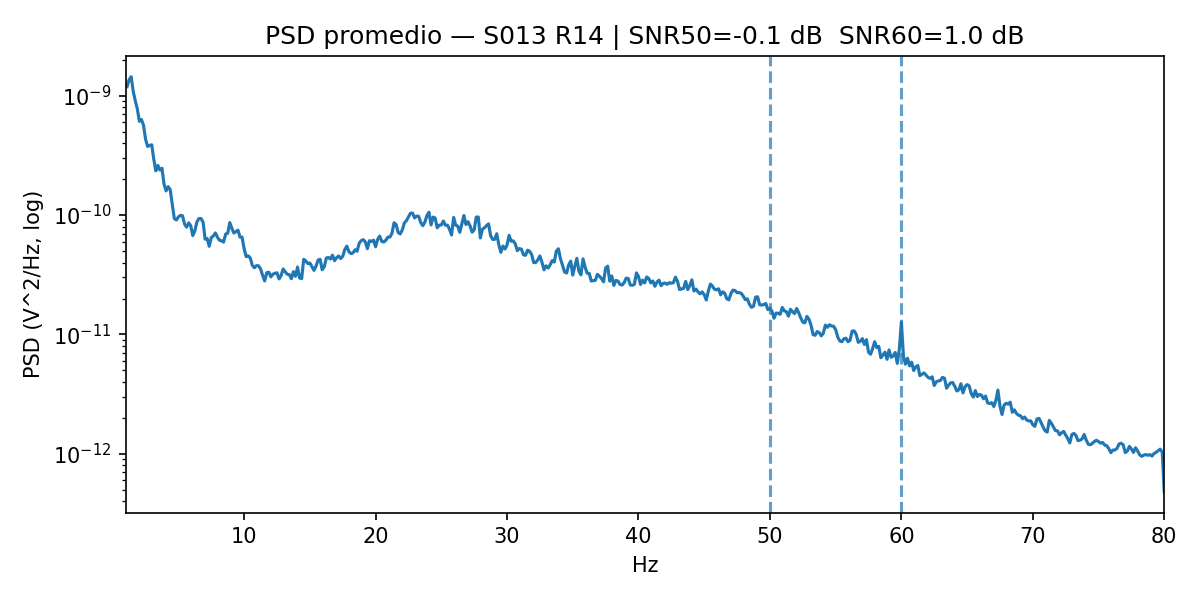 PSD promedio — S013 R14 | SNR50=-0.1 dB  SNR60=1.0 dB
PSD (V^2/Hz, log)
10⁻⁹
10⁻¹⁰
10⁻¹¹
10⁻¹²
10 20 30 40 50 60 70 80
Hz